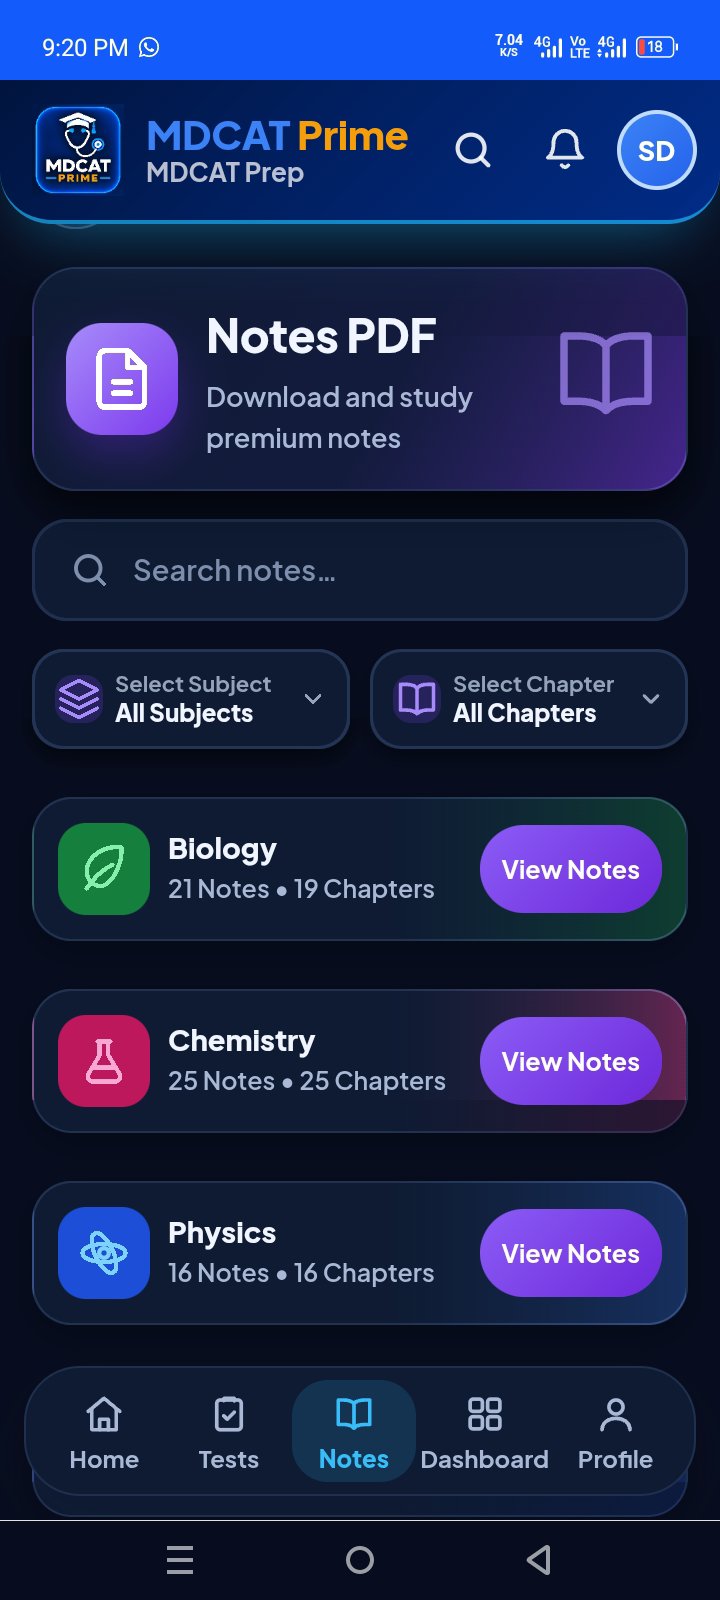 9:20 PM
7.04 K/S 4G Vo LTE 4G 18
MDCAT PRIME
MDCAT Prime
MDCAT Prep
SD
Notes PDF
Download and study
premium notes
Search notes...
Select Subject
All Subjects
Select Chapter
All Chapters
Biology
21 Notes • 19 Chapters
View Notes
Chemistry
25 Notes • 25 Chapters
View Notes
Physics
16 Notes • 16 Chapters
View Notes
Home Tests Notes Dashboard Profile